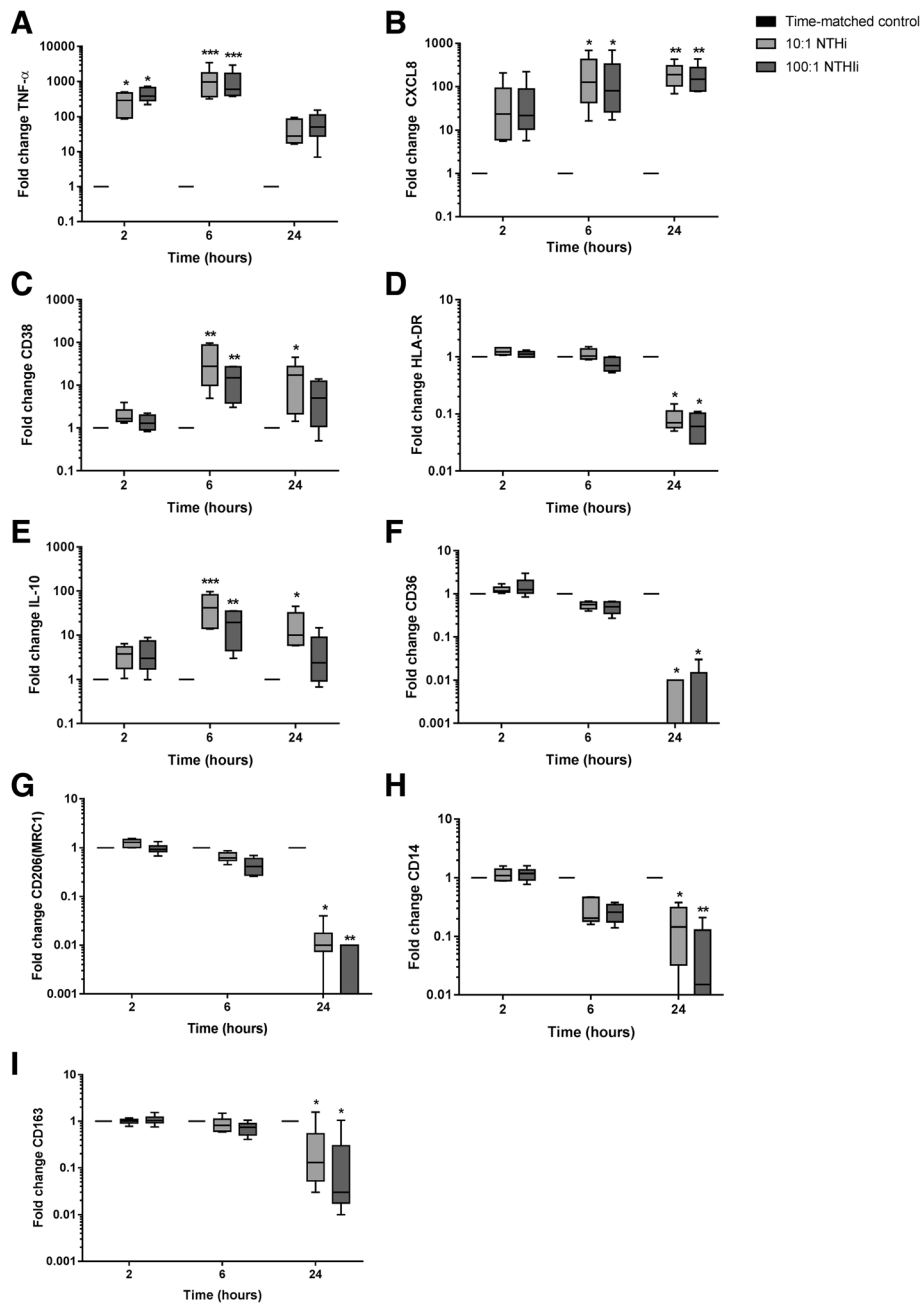 A
B
Time-matched control
10:1 NTHi
100:1 NTHIi
Fold change TNF-α
10000
1000
100
10
1
0.1
* * *** ***
2 6 24
Time (hours)
Fold change CXCL8
1000
100
10
1
0.1
* * ** **
2 6 24
Time (hours)
C
D
Fold change CD38
1000
100
10
1
0.1
** ** *
2 6 24
Time (hours)
Fold change HLA-DR
10
1
0.1
0.01
* *
2 6 24
Time (hours)
E
F
Fold change IL-10
1000
100
10
1
0.1
*** ** *
2 6 24
Time (hours)
Fold change CD36
10
1
0.1
0.01
0.001
* *
2 6 24
Time (hours)
G
H
Fold change CD206(MRC1)
10
1
0.1
0.01
0.001
* **
2 6 24
Time (hours)
Fold change CD14
10
1
0.1
0.01
* **
2 6 24
Time (hours)
I
Fold change CD163
10
1
0.1
0.01
0.001
* *
2 6 24
Time (hours)